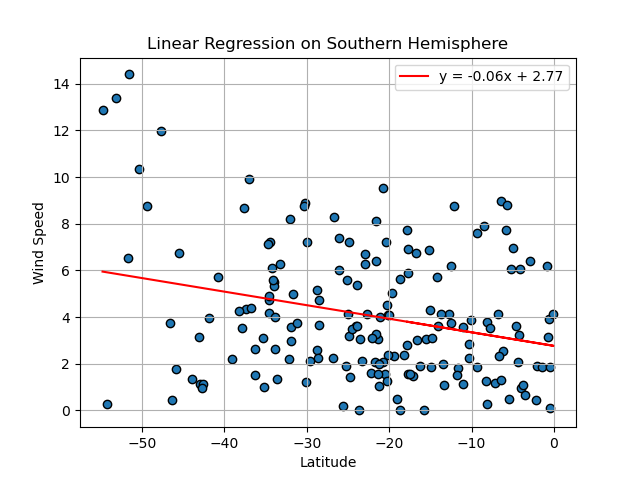 Linear Regression on Southern Hemisphere
y = -0.06x + 2.77
14
12
10
8
6
4
2
0
Wind Speed
−50 −40 −30 −20 −10 0
Latitude